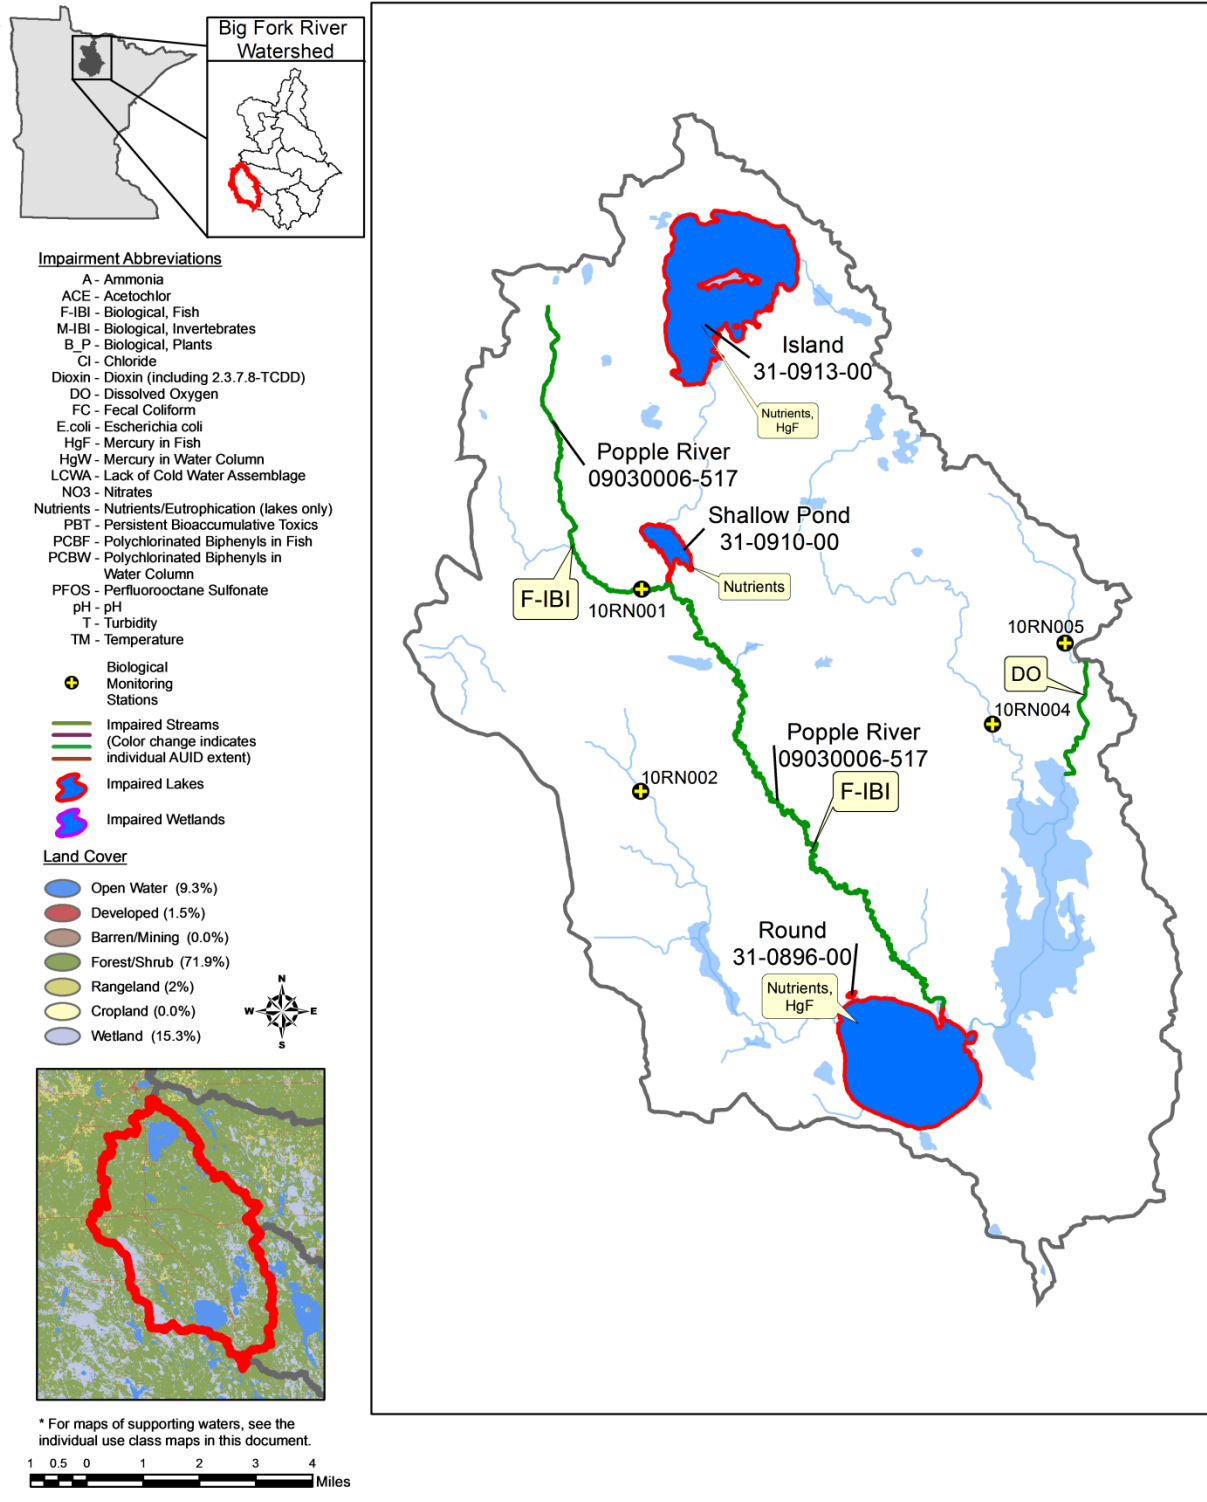 Big Fork River
Watershed
Impairment Abbreviations
A - Ammonia
ACE - Acetochlor
F-IBI - Biological, Fish
M-IBI - Biological, Invertebrates
B_P - Biological, Plants
Cl - Chloride
Dioxin - Dioxin (including 2.3.7.8-TCDD)
DO - Dissolved Oxygen
FC - Fecal Coliform
E.coli - Escherichia coli
HgF - Mercury in Fish
HgW - Mercury in Water Column
LCWA - Lack of Cold Water Assemblage
NO3 - Nitrates
Nutrients - Nutrients/Eutrophication (lakes only)
PBT - Persistent Bioaccumulative Toxics
PCBF - Polychlorinated Biphenyls in Fish
PCBW - Polychlorinated Biphenyls in
Water Column
PFOS - Perfluorooctane Sulfonate
pH - pH
T - Turbidity
TM - Temperature
Biological
Monitoring
Stations
Impaired Streams
(Color change indicates
individual AUID extent)
Impaired Lakes
Impaired Wetlands
Land Cover
Open Water (9.3%)
Developed (1.5%)
Barren/Mining (0.0%)
Forest/Shrub (71.9%)
Rangeland (2%)
Cropland (0.0%)
Wetland (15.3%)
N
W E
S
* For maps of supporting waters, see the
individual use class maps in this document.
1 0.5 0 1 2 3 4
Miles
Island
31-0913-00
Nutrients,
HgF
Popple River
09030006-517
Shallow Pond
31-0910-00
Nutrients
F-IBI
10RN001
10RN005
DO
10RN004
Popple River
09030006-517
F-IBI
10RN002
Round
31-0896-00
Nutrients,
HgF